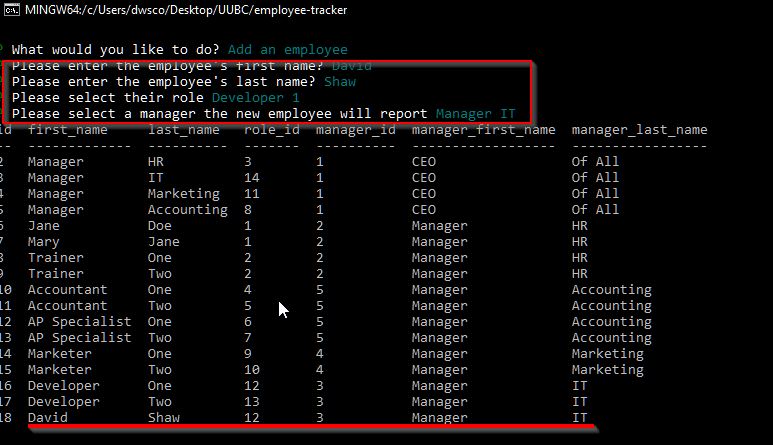 MINGW64:/c/Users/dwsco/Desktop/UUBC/employee-tracker
? What would you like to do? Add an employee
? Please enter the employee's first name? David
Please enter the employee's last name? Shaw
Please select their role Developer 1
Please select a manager the new employee will report Manager IT
id first_name last_name role_id manager_id manager_first_name manager_last_name
-- ---------- --------- ------- ---------- ------------------ -----------------
2 Manager HR 3 1 CEO Of All
3 Manager IT 14 1 CEO Of All
4 Manager Marketing 11 1 CEO Of All
5 Manager Accounting 8 1 CEO Of All
6 Jane Doe 1 2 Manager HR
7 Mary Jane 1 2 Manager HR
8 Trainer One 2 2 Manager HR
9 Trainer Two 2 2 Manager HR
10 Accountant One 4 5 Manager Accounting
11 Accountant Two 5 5 Manager Accounting
12 AP Specialist One 6 5 Manager Accounting
13 AP Specialist Two 7 5 Manager Accounting
14 Marketer One 9 4 Manager Marketing
15 Marketer Two 10 4 Manager Marketing
16 Developer One 12 3 Manager IT
17 Developer Two 13 3 Manager IT
18 David Shaw 12 3 Manager IT